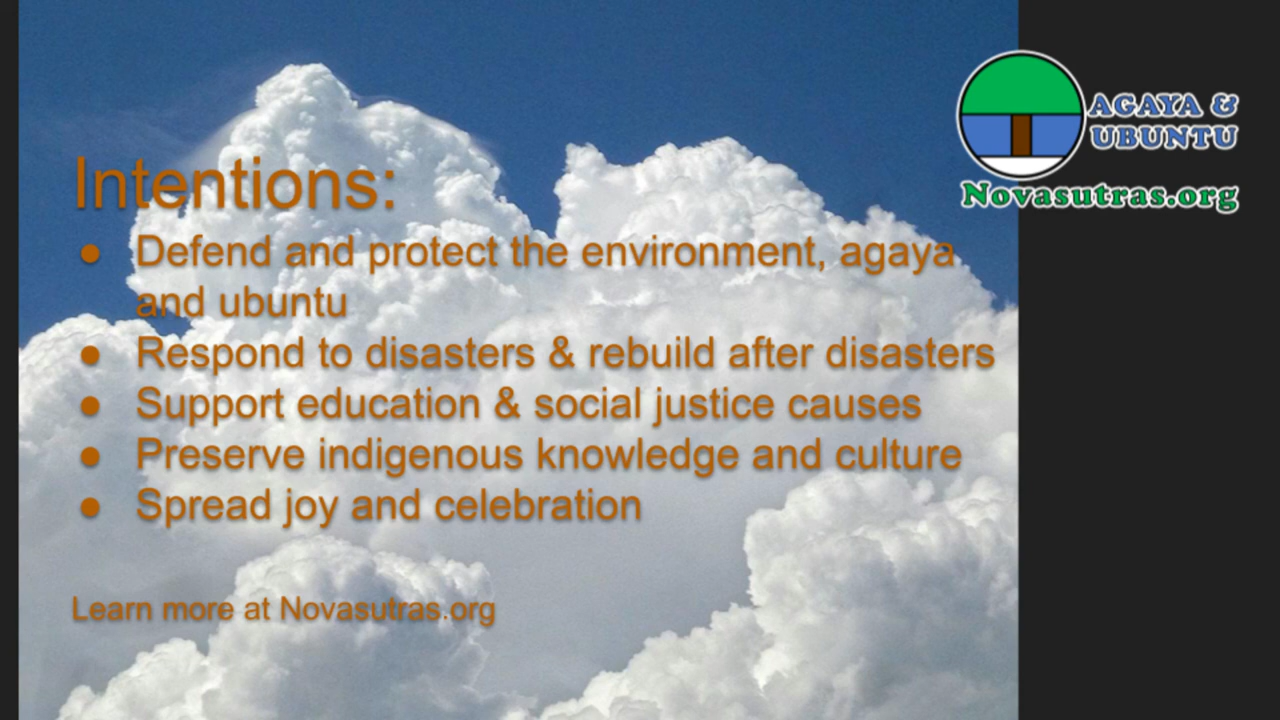 AGAYA &
UBUNTU
Novasutras.org
Intentions:
● Defend and protect the environment, agaya
and ubuntu
● Respond to disasters & rebuild after disasters
● Support education & social justice causes
● Preserve indigenous knowledge and culture
● Spread joy and celebration
Learn more at Novasutras.org